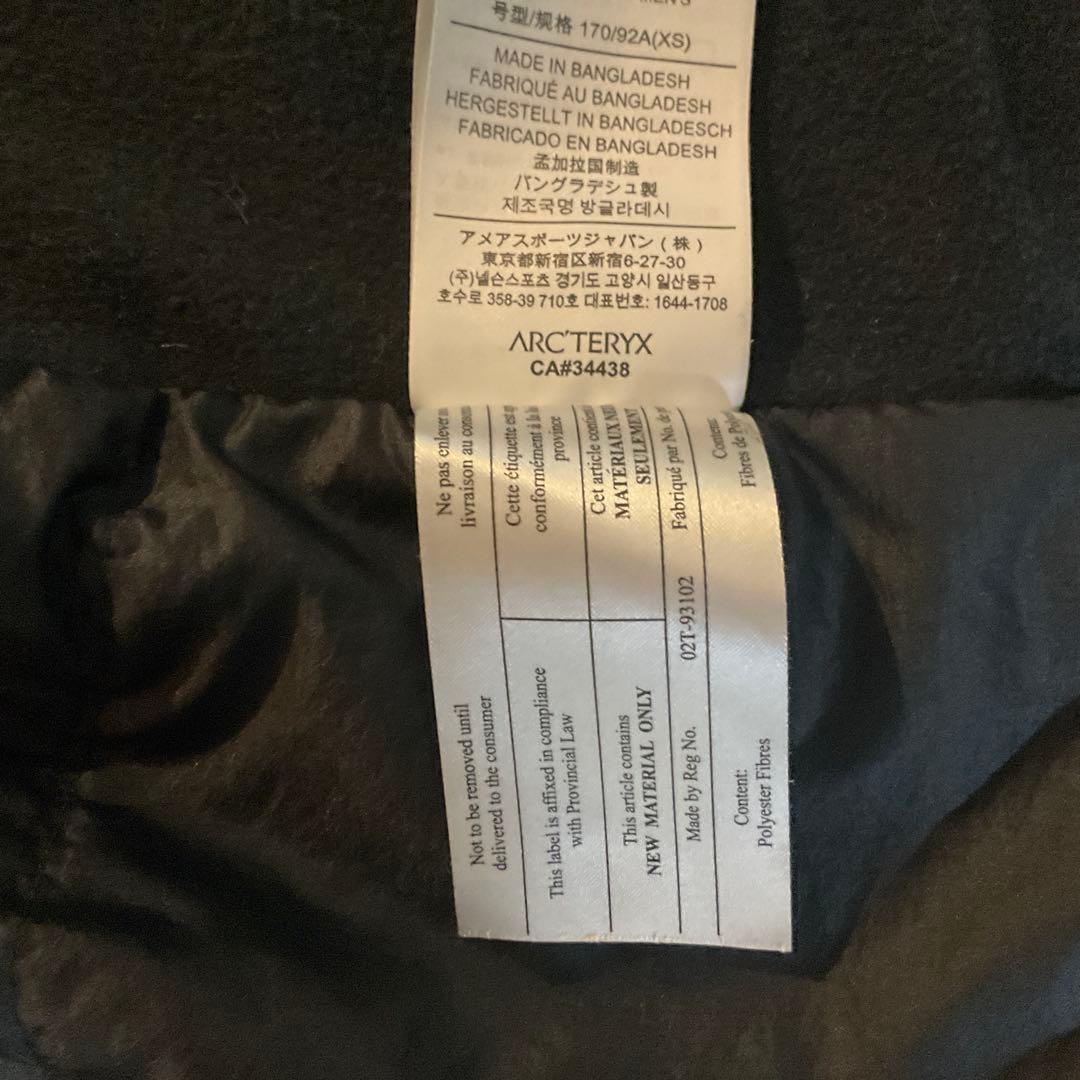 号型/规格 170/92A(XS)
MADE IN BANGLADESH
FABRIQUÉ AU BANGLADESH
HERGESTELLT IN BANGLADESCH
FABRICADO EN BANGLADESH
孟加拉国制造
バングラデシュ製
제조국명 방글라데시
アメアスポーツジャパン(株)
東京都新宿区新宿6-27-30
(주)넬슨스포츠 경기도 고양시 일산동구
호수로 358-39 710호 대표번호: 1644-1708
ARC'TERYX
CA#34438
Not to be removed until
delivered to the consumer
Ne pas enlever
livraison au
This label is affixed in compliance
with Provincial Law
Cette étiquette est
conformément à la
province
This article contains
NEW MATERIAL ONLY
Cet article
MATÉRIAUX
SEULEMENT
Made by Reg No. 02T-93102 Fabriqué par No. de
Content:
Polyester Fibres
Fibres de